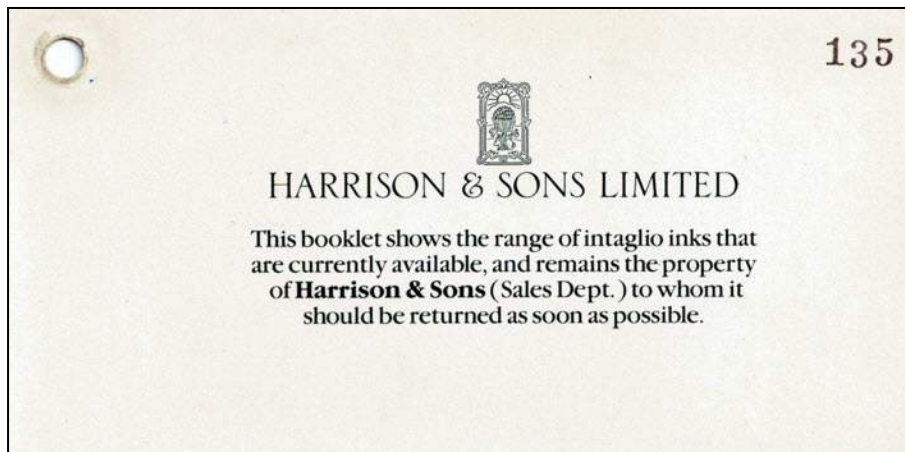 135
HARRISON & SONS LIMITED
This booklet shows the range of intaglio inks that
are currently available, and remains the property
of Harrison & Sons (Sales Dept.) to whom it
should be returned as soon as possible.